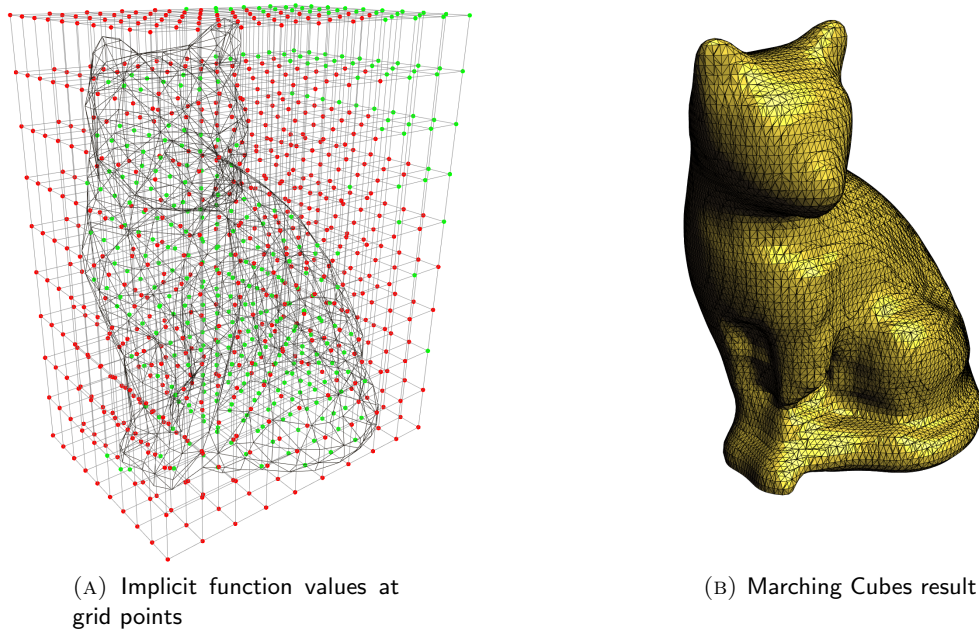 (A) Implicit function values at
grid points
(B) Marching Cubes result